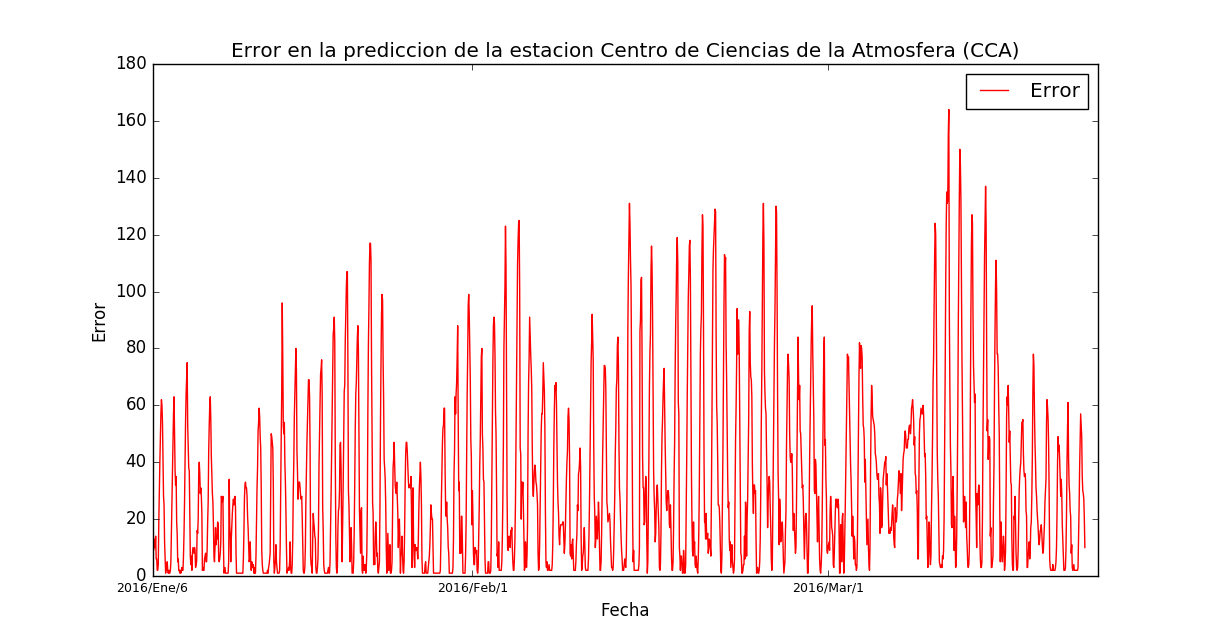 Error en la prediccion de la estacion Centro de Ciencias de la Atmosfera (CCA)
Error
180
160
140
120
100
80
60
40
20
0
Error
2016/Ene/6
2016/Feb/1
2016/Mar/1
Fecha